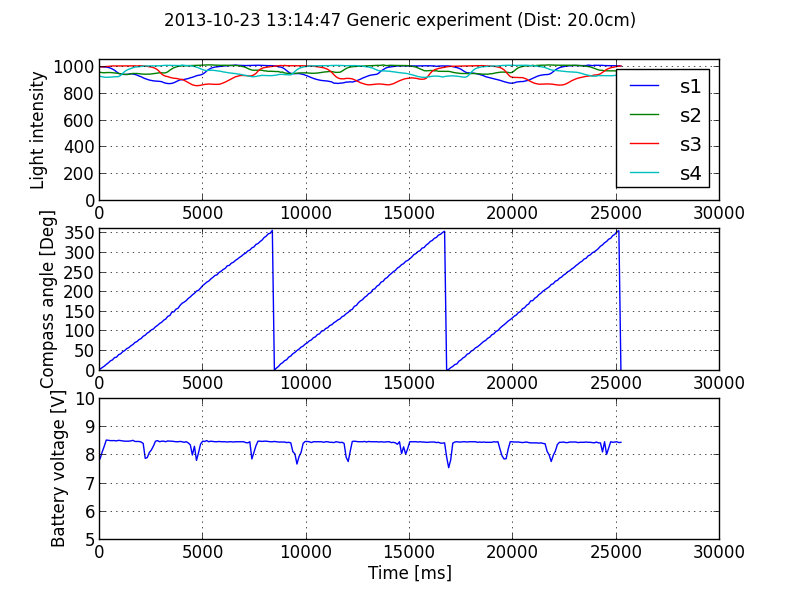 2013-10-23 13:14:47 Generic experiment (Dist: 20.0cm)
Light intensity
1000
800
600
400
200
0
s1
s2
s3
s4
0 5000 10000 15000 20000 25000 30000
Compass angle [Deg]
350
300
250
200
150
100
50
0
0 5000 10000 15000 20000 25000 30000
Battery voltage [V]
10
9
8
7
6
5
0 5000 10000 15000 20000 25000 30000
Time [ms]